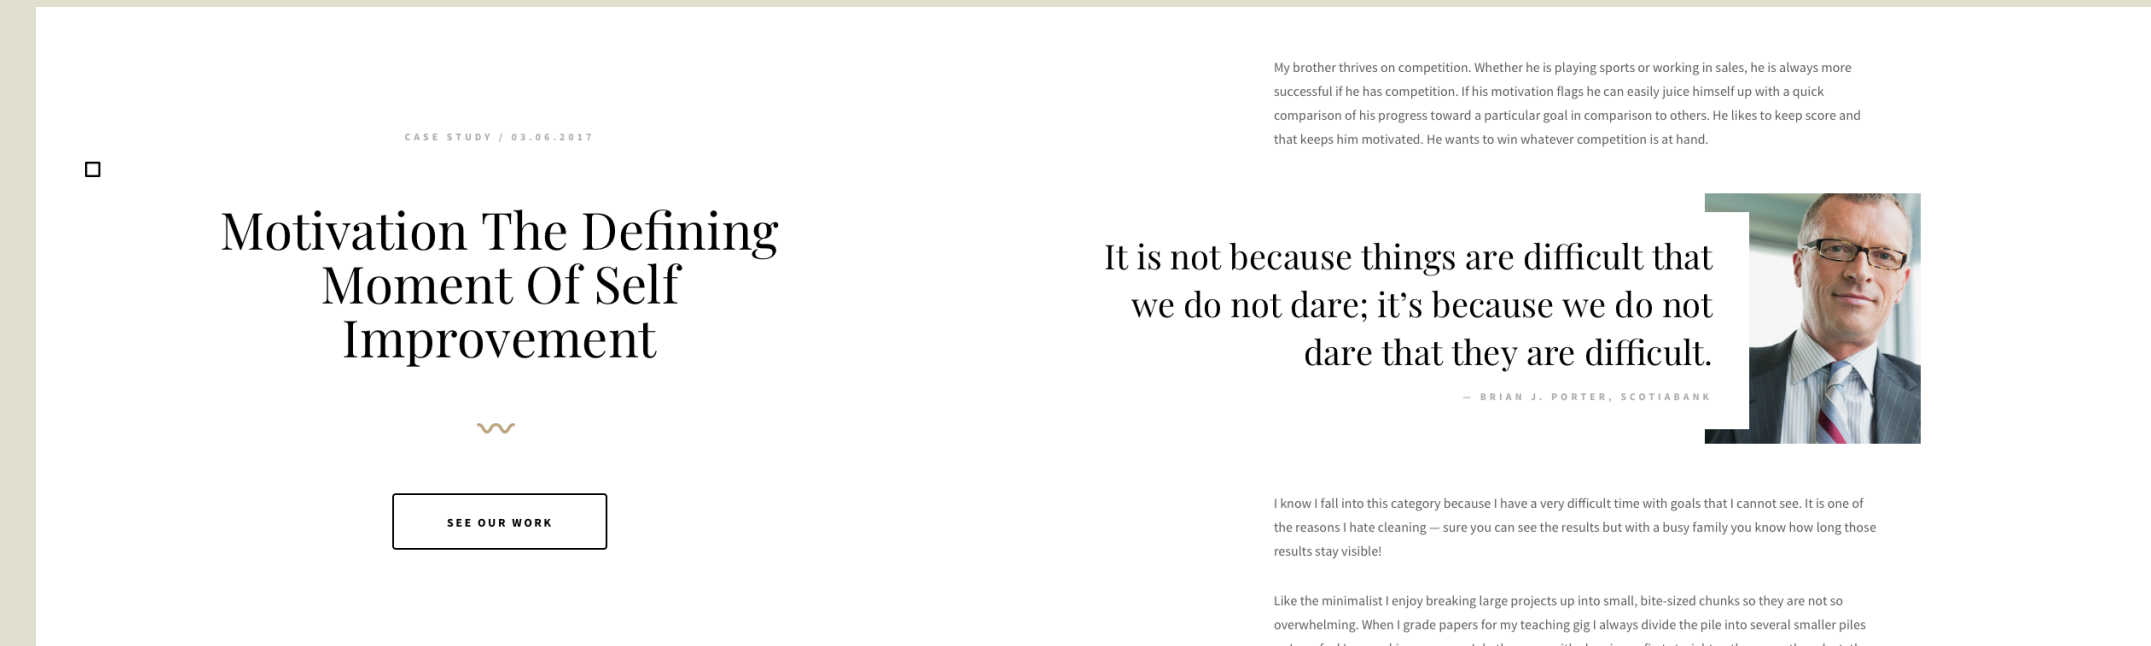 CASE STUDY / 03.06.2017
Motivation The Defining
Moment Of Self
Improvement
SEE OUR WORK
My brother thrives on competition. Whether he is playing sports or working in sales, he is always more
successful if he has competition. If his motivation flags he can easily juice himself up with a quick
comparison of his progress toward a particular goal in comparison to others. He likes to keep score and
that keeps him motivated. He wants to win whatever competition is at hand.
It is not because things are difficult that
we do not dare; it’s because we do not
dare that they are difficult.
— BRIAN J. PORTER, SCOTIABANK
I know I fall into this category because I have a very difficult time with goals that I cannot see. It is one of
the reasons I hate cleaning — sure you can see the results but with a busy family you know how long those
results stay visible!
Like the minimalist I enjoy breaking large projects up into small, bite-sized chunks so they are not so
overwhelming. When I grade papers for my teaching gig I always divide the pile into several smaller piles